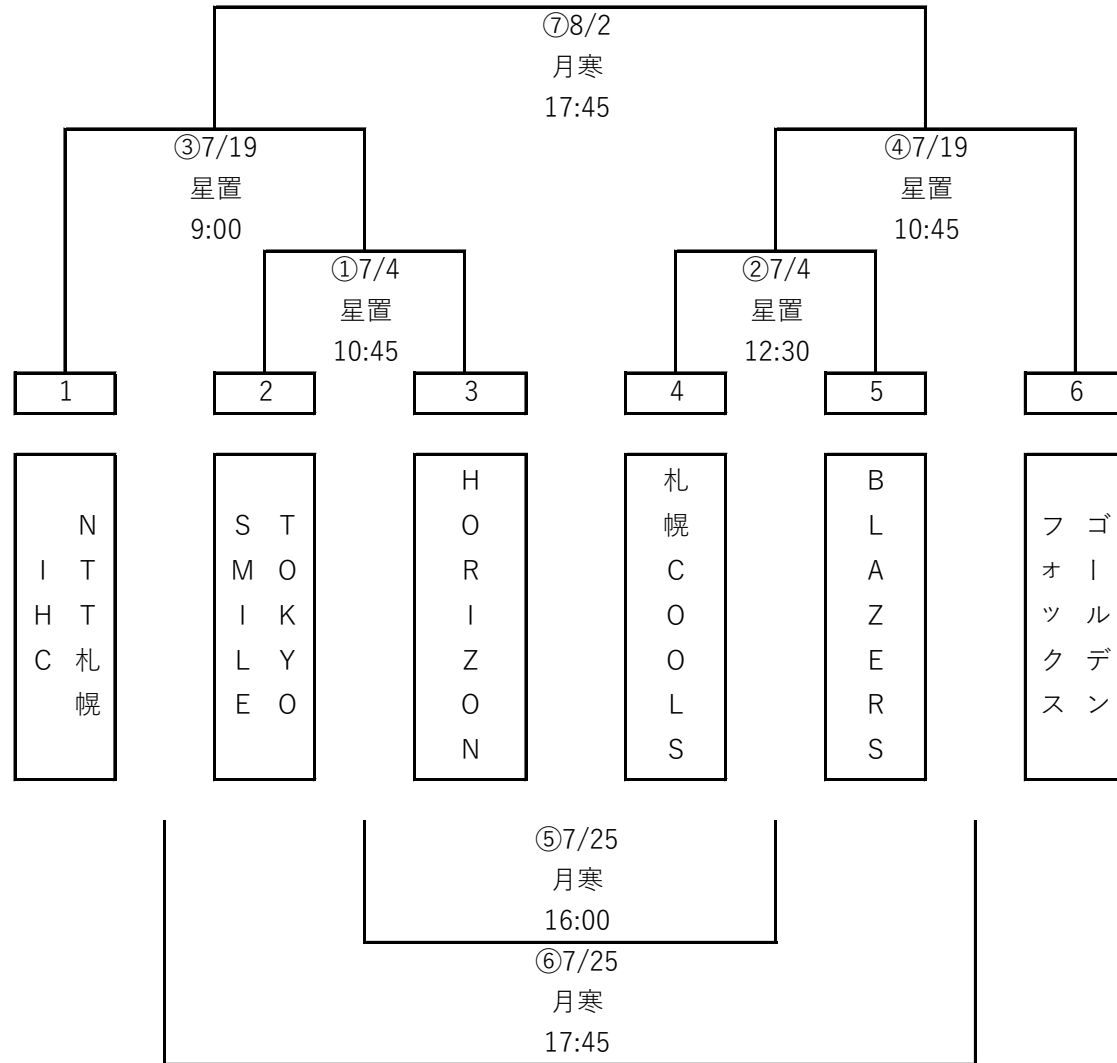 ⑦8/2
月寒
17:45
③7/19
星置
9:00
④7/19
星置
10:45
①7/4
星置
10:45
②7/4
星置
12:30
1
2
3
4
5
6
NTT札幌
IHC
TOKYO
SMILE
HORIZON
札幌COOLS
BLAZERS
ゴールデン
フォックス
⑤7/25
月寒
16:00
⑥7/25
月寒
17:45